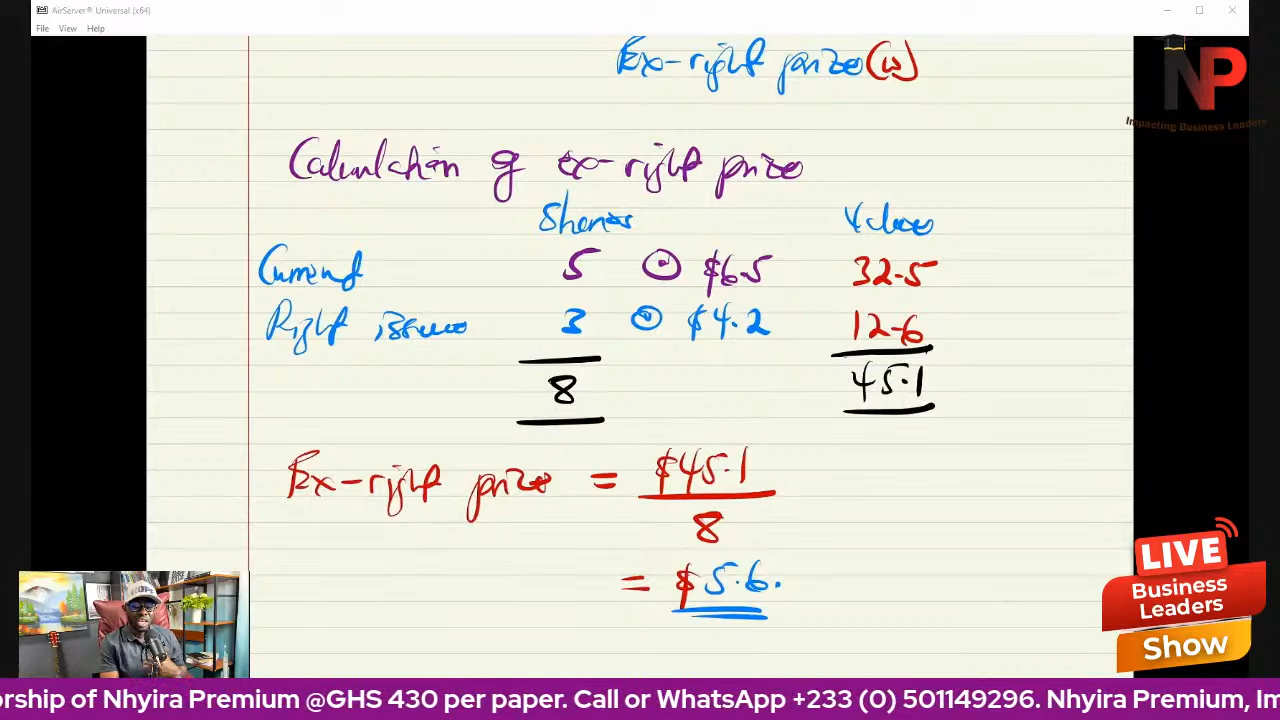 AirServer® Universal (x64)
File View Help
Ex-right price (w)
NP
Impacting Business Leaders
Calculation of ex-right price
Shares Value
Current 5 @ $6.5 32.5
Right issue 3 @ $4.2 12.6
8 45.1
Ex-right price = $45.1
8
= $5.6.
LIVE
Business
Leaders
Show
orship of Nhyira Premium @GHS 430 per paper. Call or WhatsApp +233 (0) 501149296. Nhyira Premium, Im